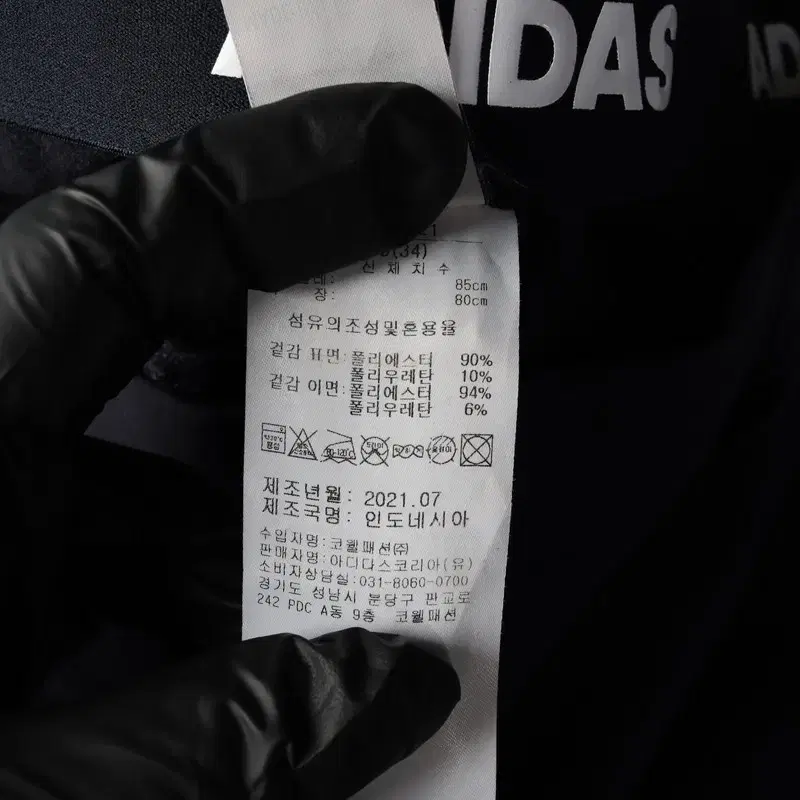 IDAS
AD
(34)
신 체 치 수
85cm
장: 80cm
섬유의조성및혼용율
겉감 표면:폴리에스터 90%
폴리우레탄 10%
겉감 이면:폴리에스터 94%
폴리우레탄 6%
제조년월: 2021.07
제조국명: 인도네시아
수입자명:코웰패션㈜
판매자명:아디다스코리아(유)
소비자상담실:031-8060-0700
경기도 성남시 분당구 판교로
242 PDC A동 9층 코웰패션